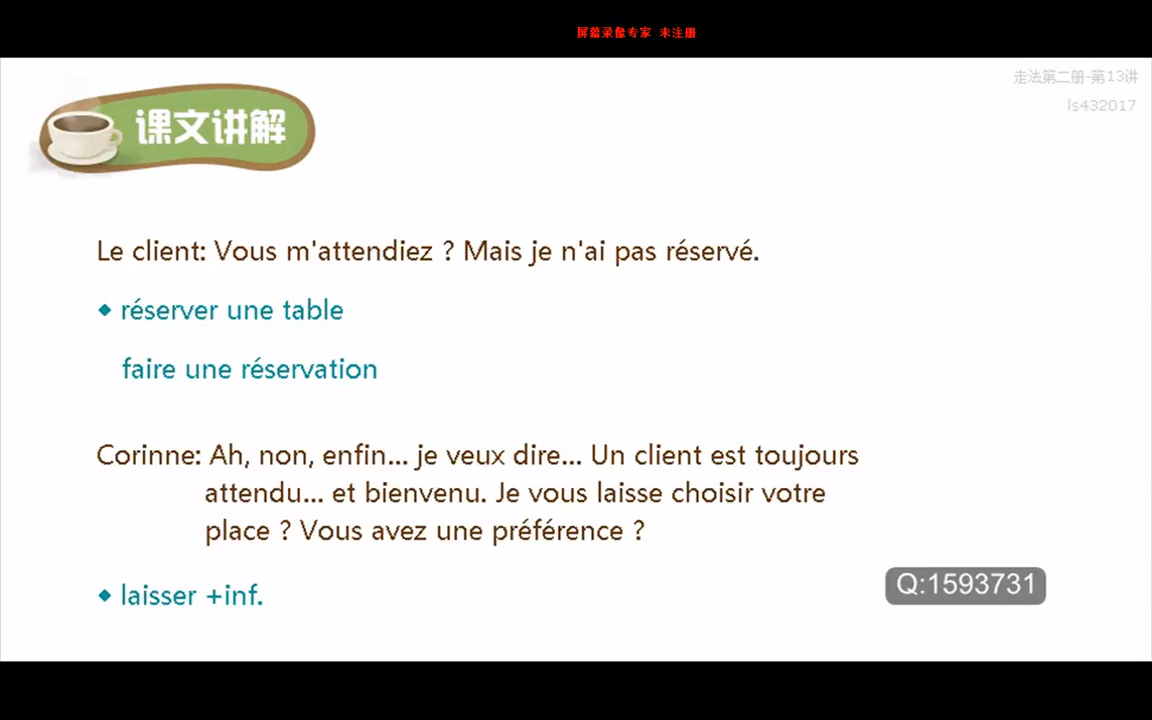 屏幕录像专家 未注册
走法第二册-第13讲
ls432017
课文讲解
Le client: Vous m'attendiez ? Mais je n'ai pas réservé.
◆ réserver une table
faire une réservation
Corinne: Ah, non, enfin... je veux dire... Un client est toujours
attendu... et bienvenu. Je vous laisse choisir votre
place ? Vous avez une préférence ?
◆ laisser +inf.
Q:1593731